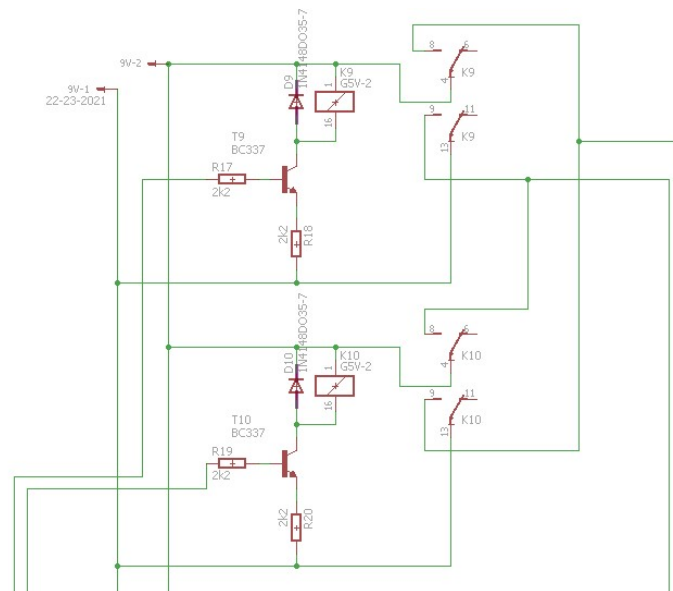 9V-2
9V-1
22-23-2021
D9
1N4148DO35-7
K9
G5V-2
1
16
T9
BC337
R17
2k2
2k2
R18
8
6
4
K9
9
11
13
K9
D10
1N4148DO35-7
K10
G5V-2
1
16
T10
BC337
R19
2k2
2k2
R20
8
6
4
K10
9
11
13
K10